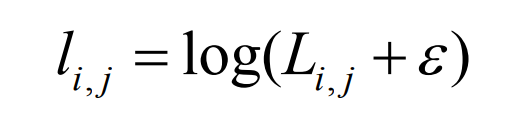 l_{i,j} = log(L_{i,j} + ε)